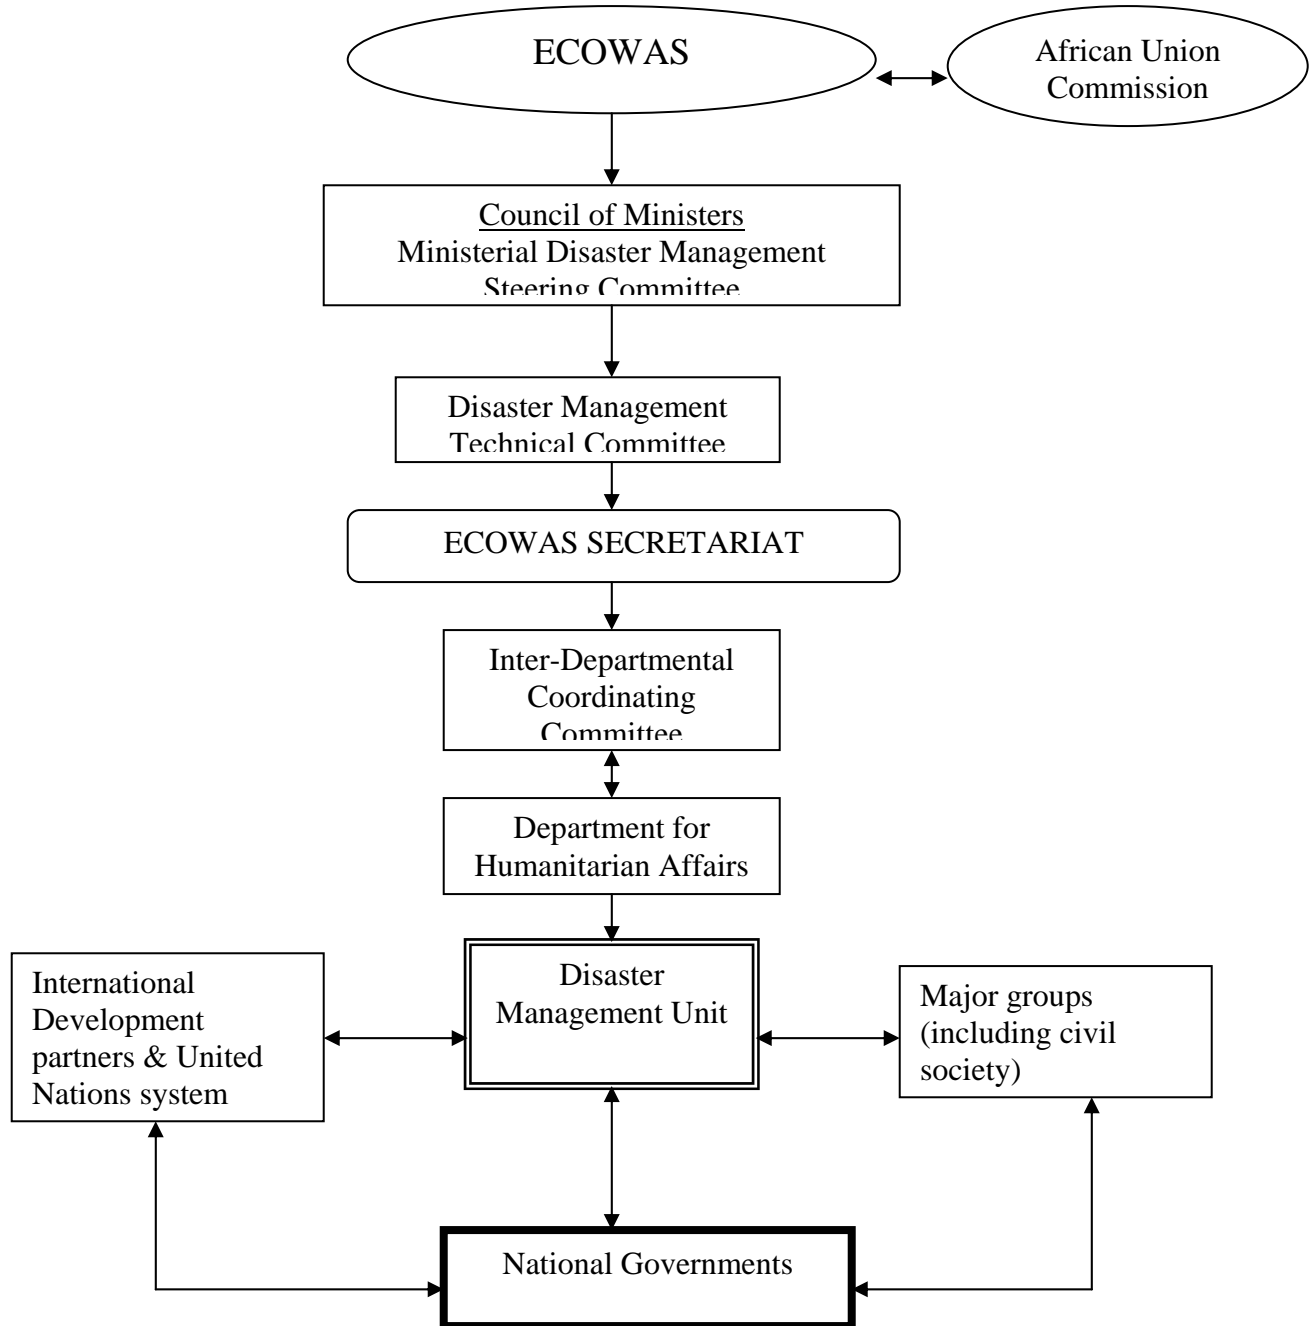 ECOWAS
African Union
Commission
Council of Ministers
Ministerial Disaster Management
Steering Committee
Disaster Management
Technical Committee
ECOWAS SECRETARIAT
Inter-Departmental
Coordinating
Committee
Department for
Humanitarian Affairs
International
Development
partners & United
Nations system
Disaster
Management Unit
Major groups
(including civil
society)
National Governments